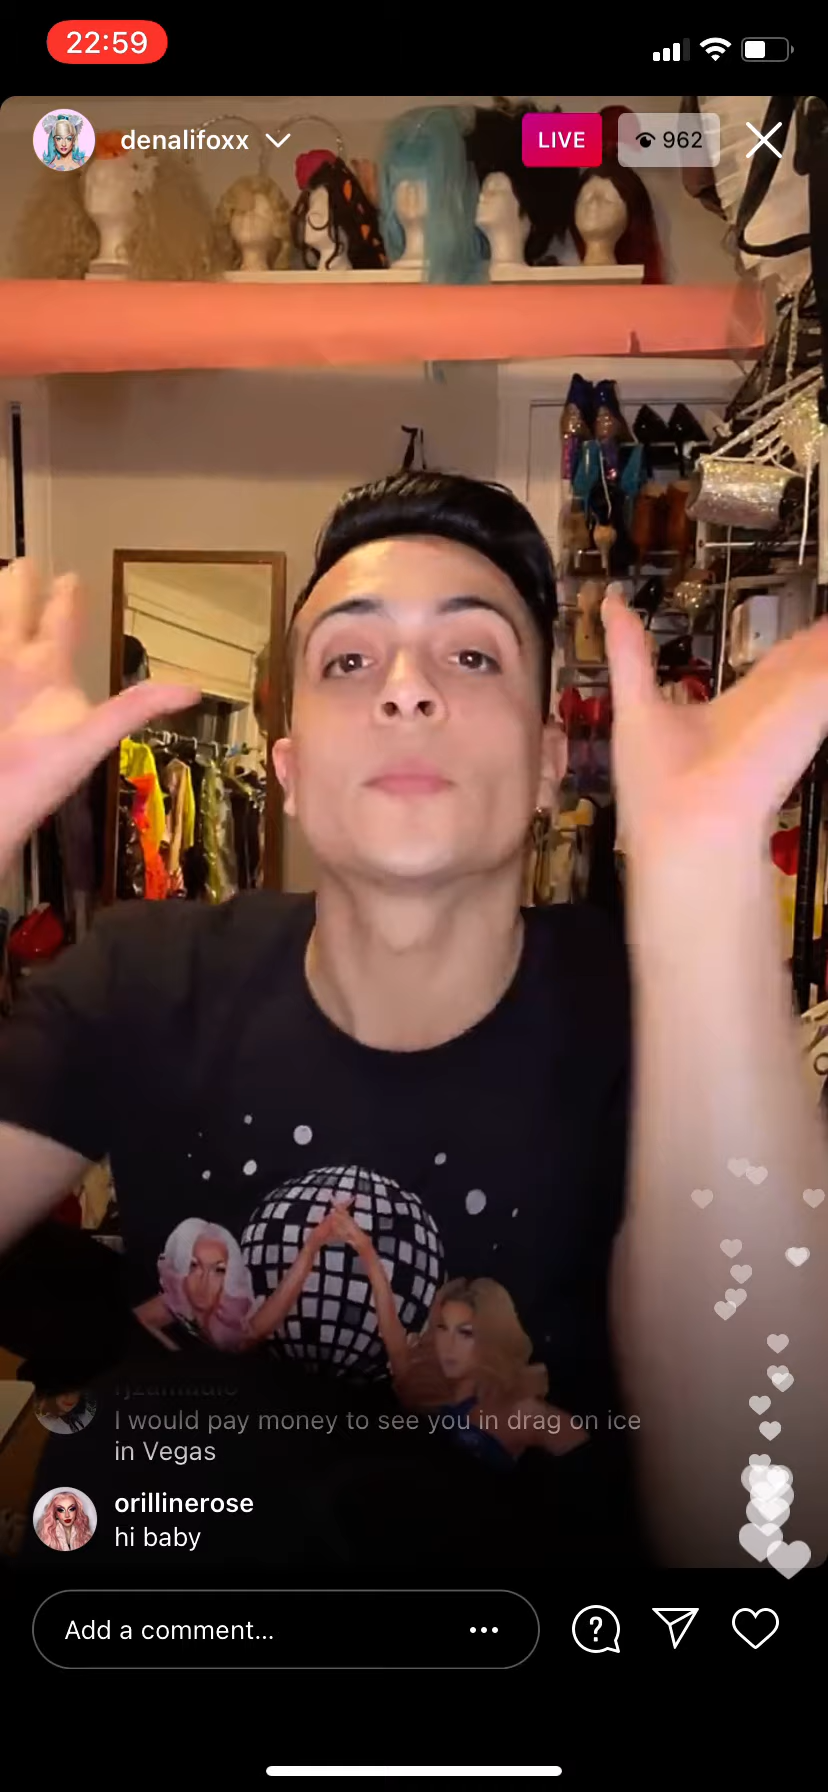 22:59
denalifoxx
LIVE
962
I would pay money to see you in drag on ice
in Vegas
orillinerose
hi baby
Add a comment...